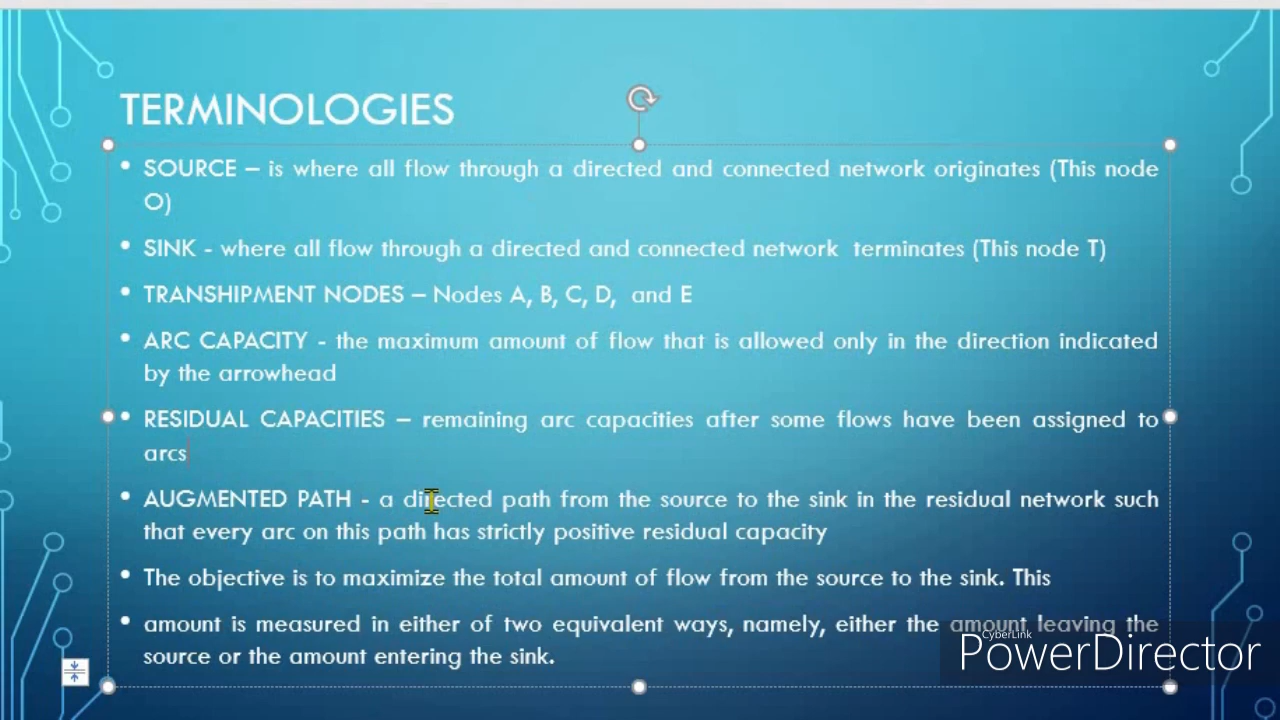 TERMINOLOGIES
• SOURCE – is where all flow through a directed and connected network originates (This node
O)
• SINK - where all flow through a directed and connected network terminates (This node T)
• TRANSHIPMENT NODES – Nodes A, B, C, D, and E
• ARC CAPACITY - the maximum amount of flow that is allowed only in the direction indicated
by the arrowhead
• RESIDUAL CAPACITIES – remaining arc capacities after some flows have been assigned to
arcs
• AUGMENTED PATH - a directed path from the source to the sink in the residual network such
that every arc on this path has strictly positive residual capacity
• The objective is to maximize the total amount of flow from the source to the sink. This
• amount is measured in either of two equivalent ways, namely, either the amount leaving the
source or the amount entering the sink.
CyberLink
PowerDirector